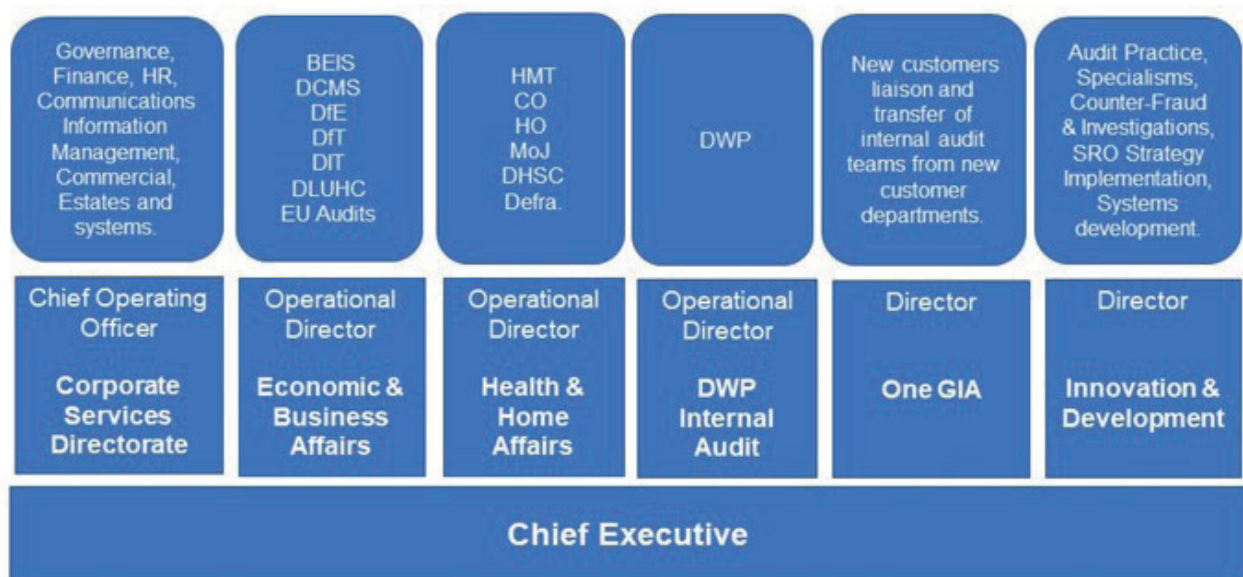 Governance,
Finance, HR,
Communications
Information
Management,
Commercial,
Estates and
systems.
BEIS
DCMS
DfE
DfT
DIT
DLUHC
EU Audits
HMT
CO
HO
MoJ
DHSC
Defra.
DWP
New customers
liaison and
transfer of
internal audit
teams from new
customer
departments.
Audit Practice,
Specialisms,
Counter-Fraud
& Investigations,
SRO Strategy
Implementation,
Systems
development.
Chief Operating
Officer
Corporate
Services
Directorate
Operational
Director
Economic &
Business
Affairs
Operational
Director
Health &
Home
Affairs
Operational
Director
DWP
Internal
Audit
Director
One GIA
Director
Innovation &
Development
Chief Executive